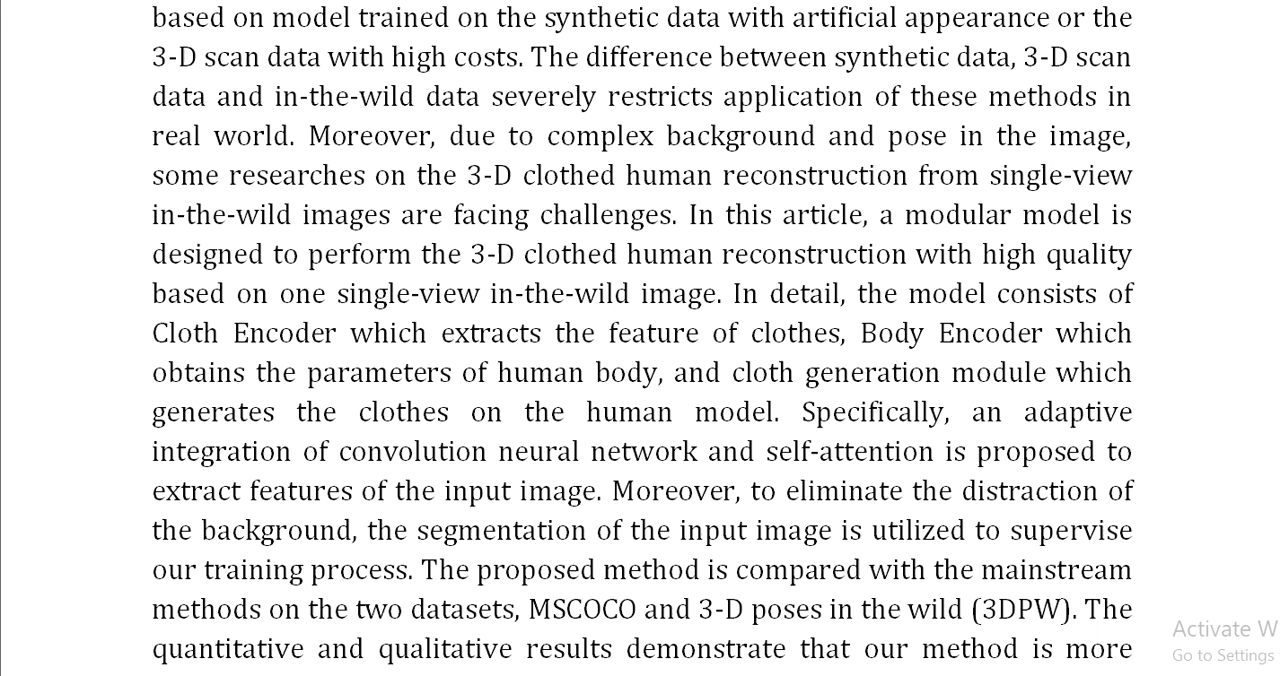 based on model trained on the synthetic data with artificial appearance or the
3-D scan data with high costs. The difference between synthetic data, 3-D scan
data and in-the-wild data severely restricts application of these methods in
real world. Moreover, due to complex background and pose in the image,
some researches on the 3-D clothed human reconstruction from single-view
in-the-wild images are facing challenges. In this article, a modular model is
designed to perform the 3-D clothed human reconstruction with high quality
based on one single-view in-the-wild image. In detail, the model consists of
Cloth Encoder which extracts the feature of clothes, Body Encoder which
obtains the parameters of human body, and cloth generation module which
generates the clothes on the human model. Specifically, an adaptive
integration of convolution neural network and self-attention is proposed to
extract features of the input image. Moreover, to eliminate the distraction of
the background, the segmentation of the input image is utilized to supervise
our training process. The proposed method is compared with the mainstream
methods on the two datasets, MSCOCO and 3-D poses in the wild (3DPW). The
quantitative and qualitative results demonstrate that our method is more
Activate W
Go to Settings